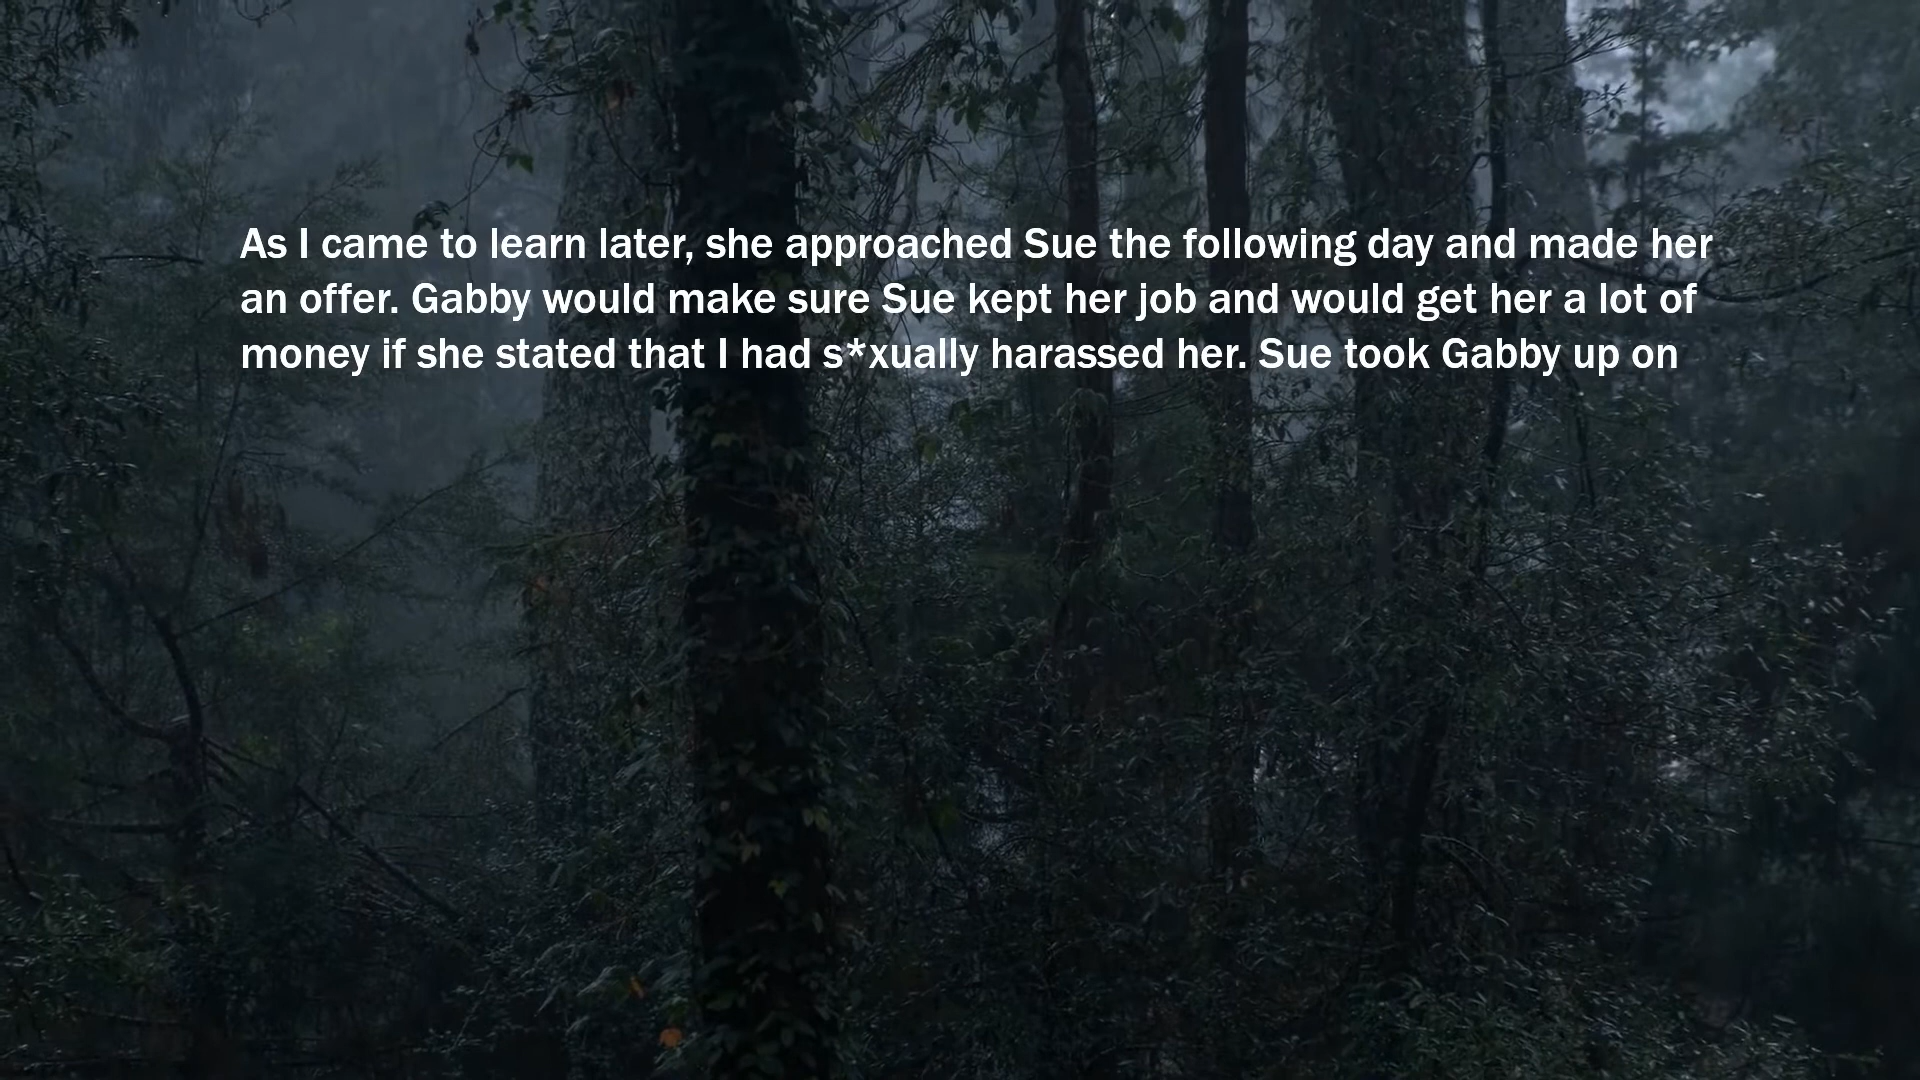 As I came to learn later, she approached Sue the following day and made her
an offer. Gabby would make sure Sue kept her job and would get her a lot of
money if she stated that I had s*xually harassed her. Sue took Gabby up on